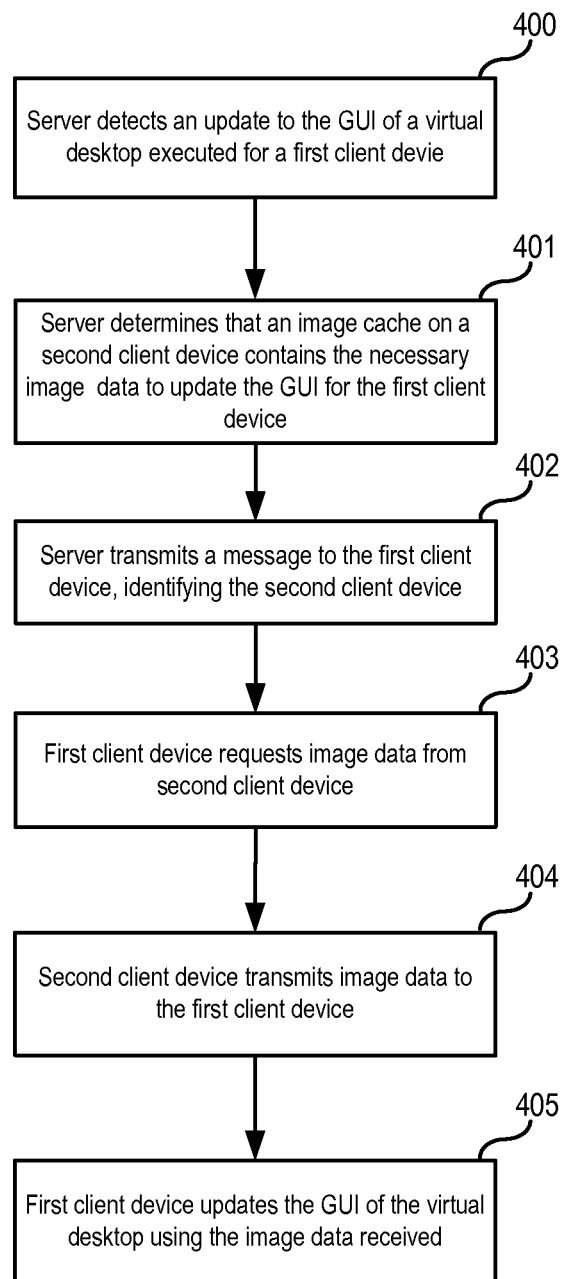 400
Server detects an update to the GUI of a virtual
desktop executed for a first client devie
401
Server determines that an image cache on a
second client device contains the necessary
image data to update the GUI for the first client
device
402
Server transmits a message to the first client
device, identifying the second client device
403
First client device requests image data from
second client device
404
Second client device transmits image data to
the first client device
405
First client device updates the GUI of the virtual
desktop using the image data received